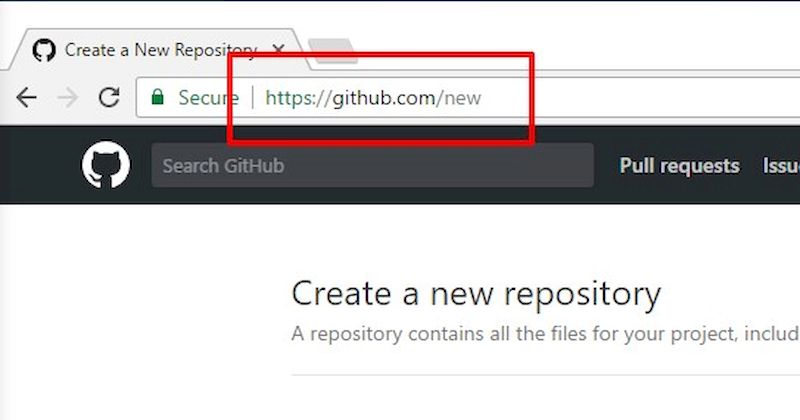 Create a New Repository
Secure https://github.com/new
Search GitHub Pull requests Issu
Create a new repository
A repository contains all the files for your project, includ